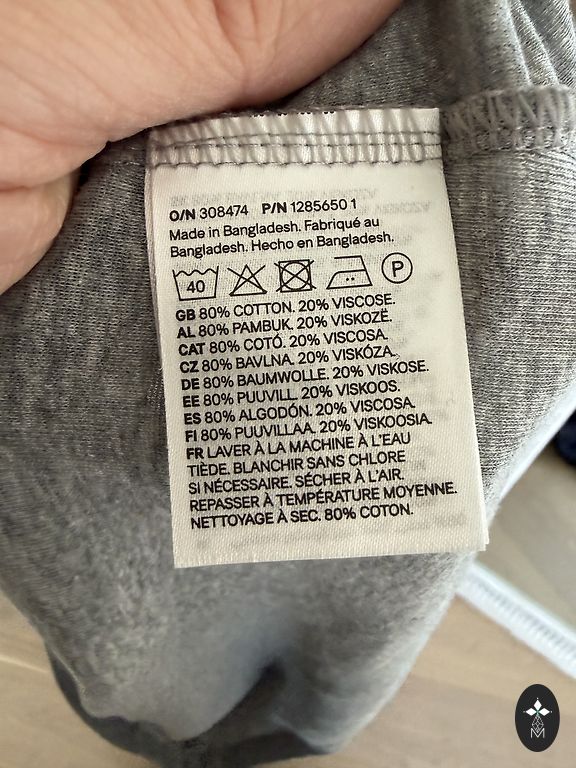 O/N 308474 P/N 1285650 1
Made in Bangladesh. Fabriqué au
Bangladesh. Hecho en Bangladesh.
40 P
GB 80% COTTON. 20% VISCOSE.
AL 80% PAMBUK. 20% VISKOZË.
CAT 80% COTÓ. 20% VISCOSA.
CZ 80% BAVLNA. 20% VISKÓZA.
DE 80% BAUMWOLLE. 20% VISKOSE.
EE 80% PUUVILL. 20% VISKOOS.
ES 80% ALGODÓN. 20% VISCOSA.
FI 80% PUUVILLAA. 20% VISKOOSIA.
FR LAVER À LA MACHINE À L'EAU
TIÈDE. BLANCHIR SANS CHLORE
SI NÉCESSAIRE. SÉCHER À L'AIR.
REPASSER À TEMPÉRATURE MOYENNE.
NETTOYAGE À SEC. 80% COTON.
M